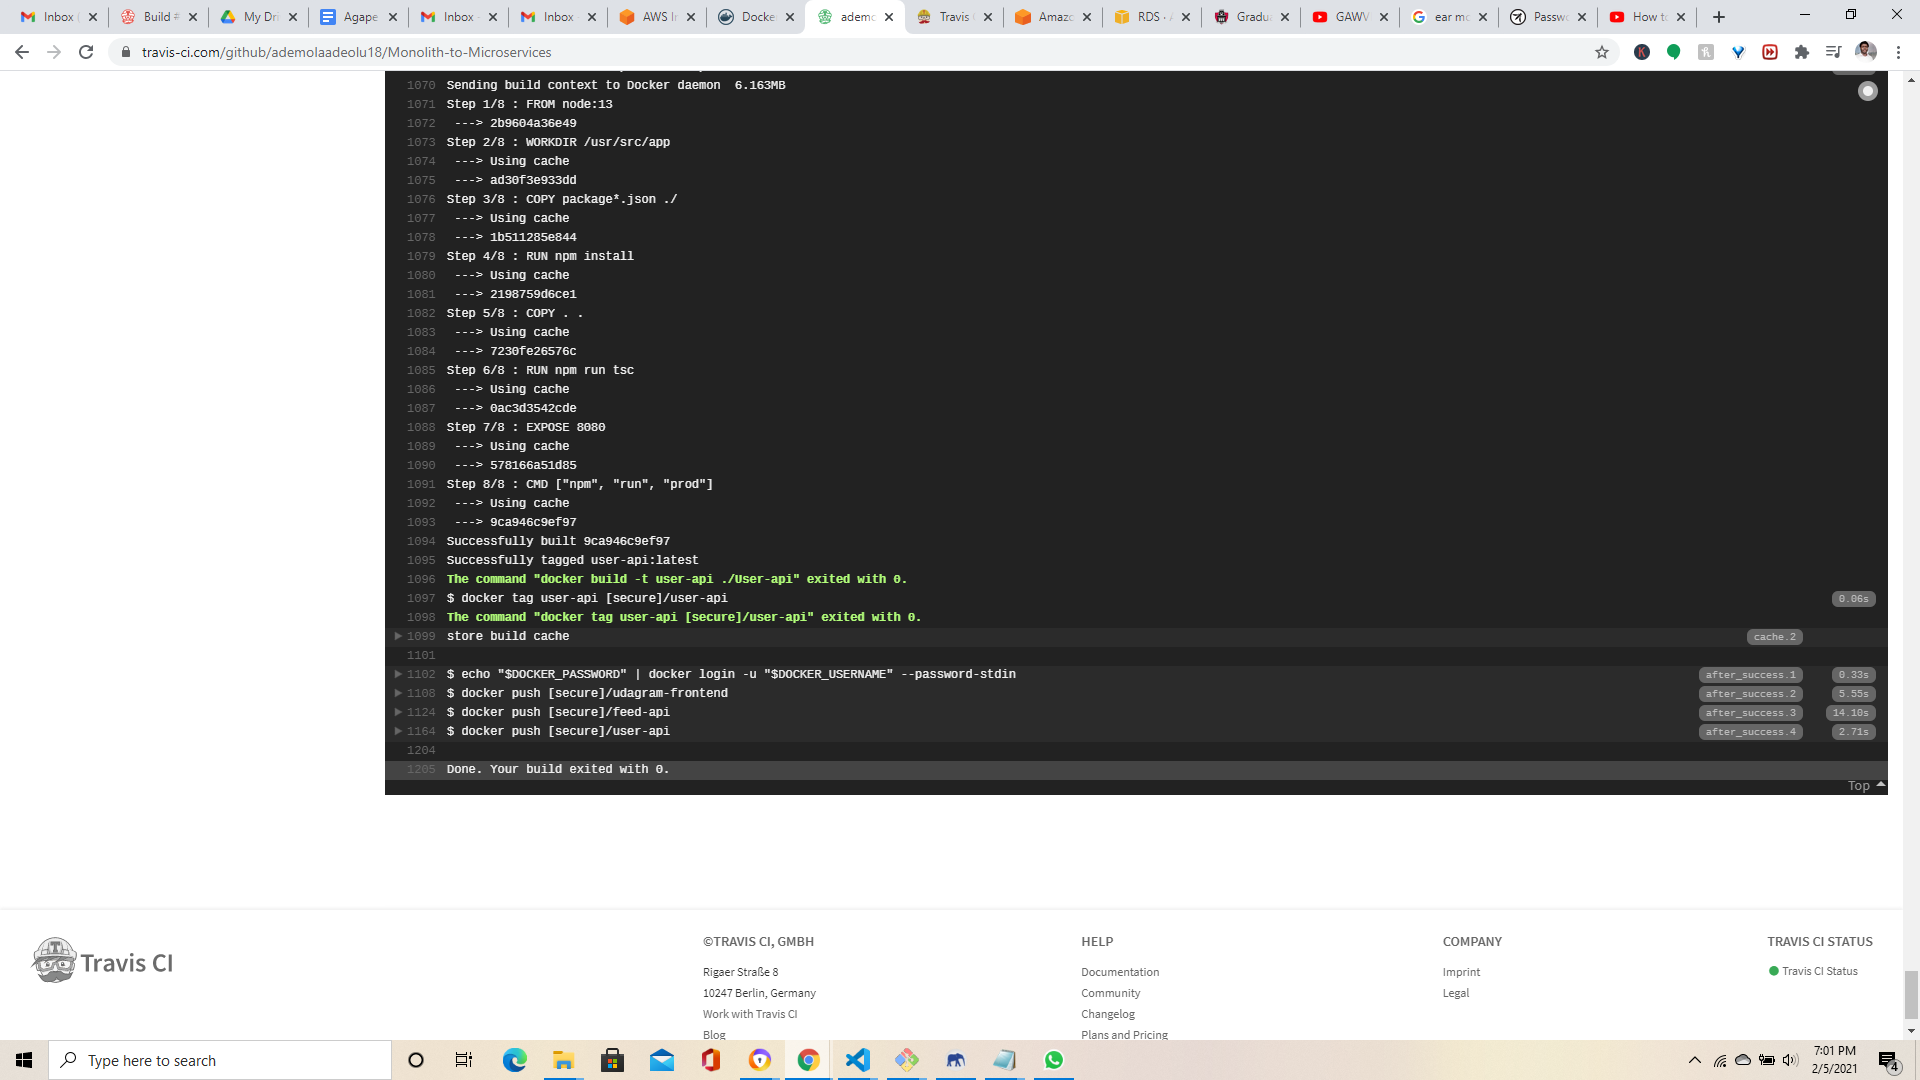 Inbox
Build #
My Dri
Agape
Inbox
Inbox
AWS I
Docke
ademo
Travis
Amazo
RDS ·
Gradu
GAWV
ear mo
Passwo
How t
travis-ci.com/github/ademolaadeolu18/Monolith-to-Microservices
1070 Sending build context to Docker daemon 6.163MB
1071 Step 1/8 : FROM node:13
1072 ---> 2b9604a36e49
1073 Step 2/8 : WORKDIR /usr/src/app
1074 ---> Using cache
1075 ---> ad30f3e933dd
1076 Step 3/8 : COPY package*.json ./
1077 ---> Using cache
1078 ---> 1b511285e844
1079 Step 4/8 : RUN npm install
1080 ---> Using cache
1081 ---> 2198759d6ce1
1082 Step 5/8 : COPY . .
1083 ---> Using cache
1084 ---> 7230fe26576c
1085 Step 6/8 : RUN npm run tsc
1086 ---> Using cache
1087 ---> 0ac3d3542cde
1088 Step 7/8 : EXPOSE 8080
1089 ---> Using cache
1090 ---> 578166a51d85
1091 Step 8/8 : CMD ["npm", "run", "prod"]
1092 ---> Using cache
1093 ---> 9ca946c9ef97
1094 Successfully built 9ca946c9ef97
1095 Successfully tagged user-api:latest
1096 The command "docker build -t user-api ./User-api" exited with 0.
1097 $ docker tag user-api [secure]/user-api 0.06s
1098 The command "docker tag user-api [secure]/user-api" exited with 0.
1099 store build cache cache.2
1101
1102 $ echo "$DOCKER_PASSWORD" | docker login -u "$DOCKER_USERNAME" --password-stdin after_success.1 0.33s
1108 $ docker push [secure]/udagram-frontend after_success.2 5.55s
1124 $ docker push [secure]/feed-api after_success.3 14.10s
1164 $ docker push [secure]/user-api after_success.4 2.71s
1204
1205 Done. Your build exited with 0.
Top
Travis CI
©TRAVIS CI, GMBH
Rigaer Straße 8
10247 Berlin, Germany
Work with Travis CI
Blog
HELP
Documentation
Community
Changelog
Plans and Pricing
COMPANY
Imprint
Legal
TRAVIS CI STATUS
Travis CI Status
Type here to search
7:01 PM
2/5/2021
4